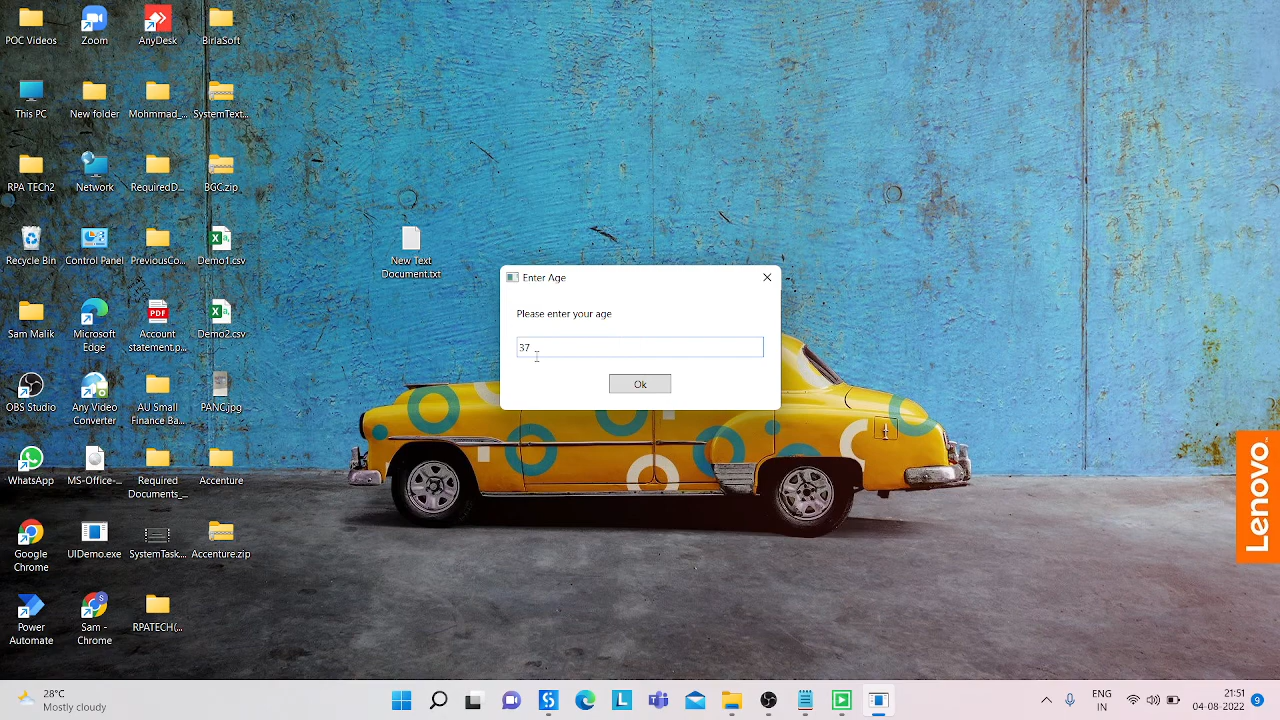 POC Videos
Zoom
AnyDesk
BirlaSoft
This PC
New folder
Mohmmad_...
SystemText...
RPA TECh2
Network
RequiredD...
BGC.zip
Recycle Bin
Control Panel
PreviousCo...
Demo1.csv
New Text
Document.txt
Sam Malik
Microsoft
Edge
Account
statement.p...
Demo2.csv
OBS Studio
Any Video
Converter
AU Small
Finance Ba...
PANC.jpg
WhatsApp
MS-Office-...
Required
Documents_...
Accenture
Google
Chrome
UIDemo.exe
SystemTask...
Accenture.zip
Power
Automate
Sam -
Chrome
RPATECH(...
Enter Age
Please enter your age
37
Ok
PDF
Lenovo
28°C
Mostly cloudy
ENG
IN
21:31
04-08-2022
9